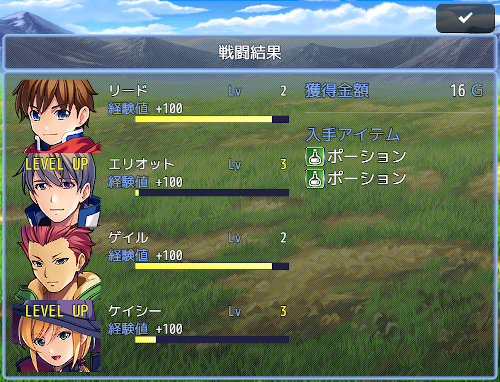 戦闘結果
リード Lv 2
経験値 +100
LEVEL UP
エリオット Lv 3
経験値 +100
ゲイル Lv 2
経験値 +100
LEVEL UP
ケイシー Lv 3
経験値 +100
獲得金額 16 G
入手アイテム
ポーション
ポーション